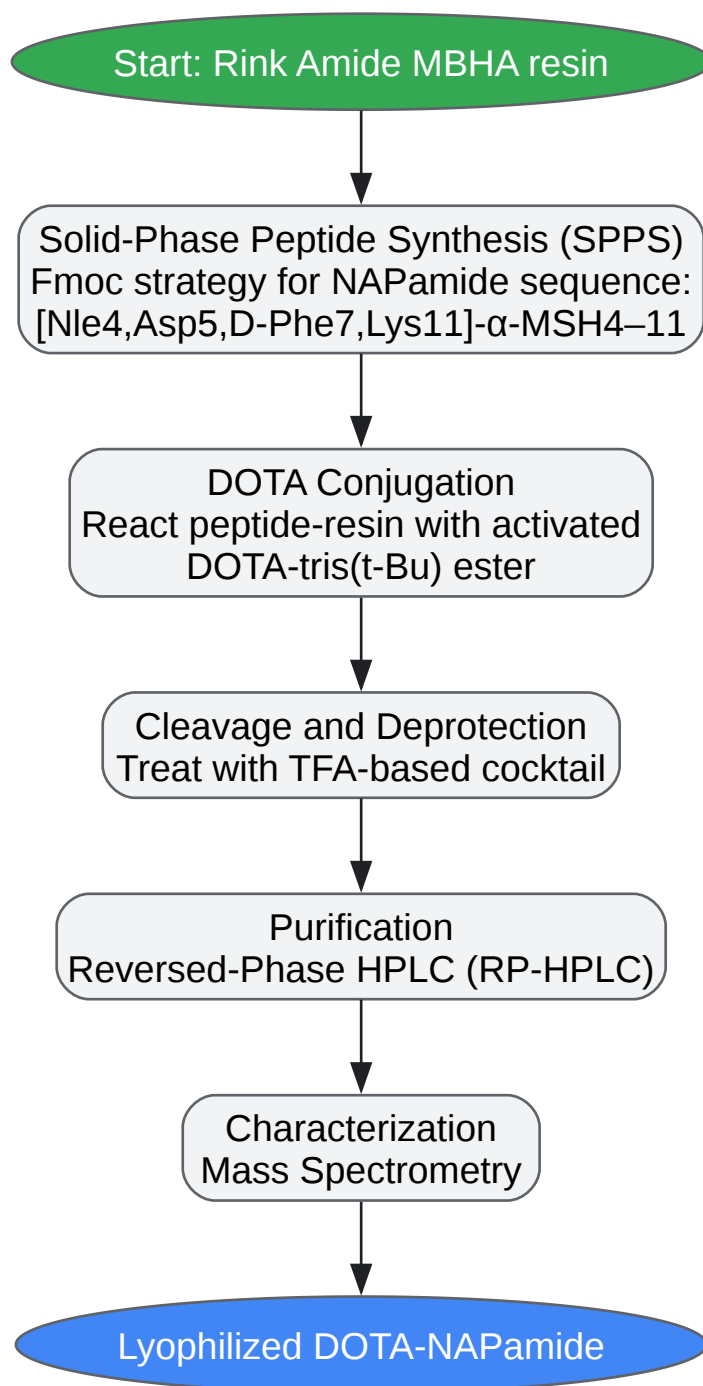 Start: Rink Amide MBHA resin
Solid-Phase Peptide Synthesis (SPPS)
Fmoc strategy for NAPamide sequence:
[Nle4,Asp5,D-Phe7,Lys11]-α-MSH4–11
DOTA Conjugation
React peptide-resin with activated
DOTA-tris(t-Bu) ester
Cleavage and Deprotection
Treat with TFA-based cocktail
Purification
Reversed-Phase HPLC (RP-HPLC)
Characterization
Mass Spectrometry
Lyophilized DOTA-NAPamide